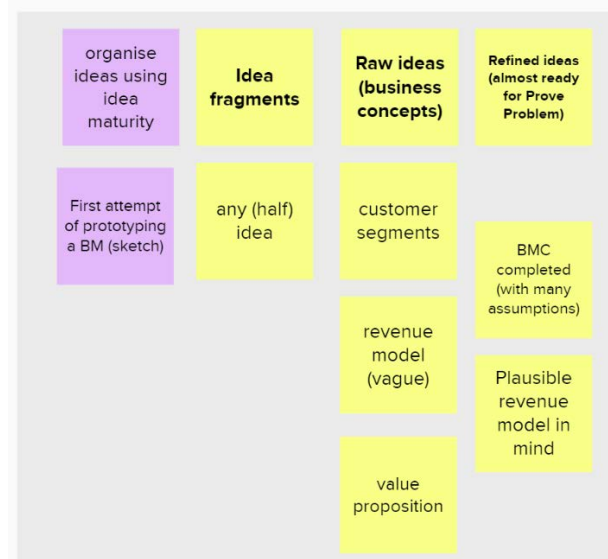 organise
ideas using
idea
maturity
Idea
fragments
Raw ideas
(business
concepts)
Refined ideas
(almost ready
for Prove
Problem)
First attempt
of prototyping
a BM (sketch)
any (half)
idea
customer
segments
BMC
completed
(with many
assumptions)
revenue
model
(vague)
Plausible
revenue
model in
mind
value
proposition